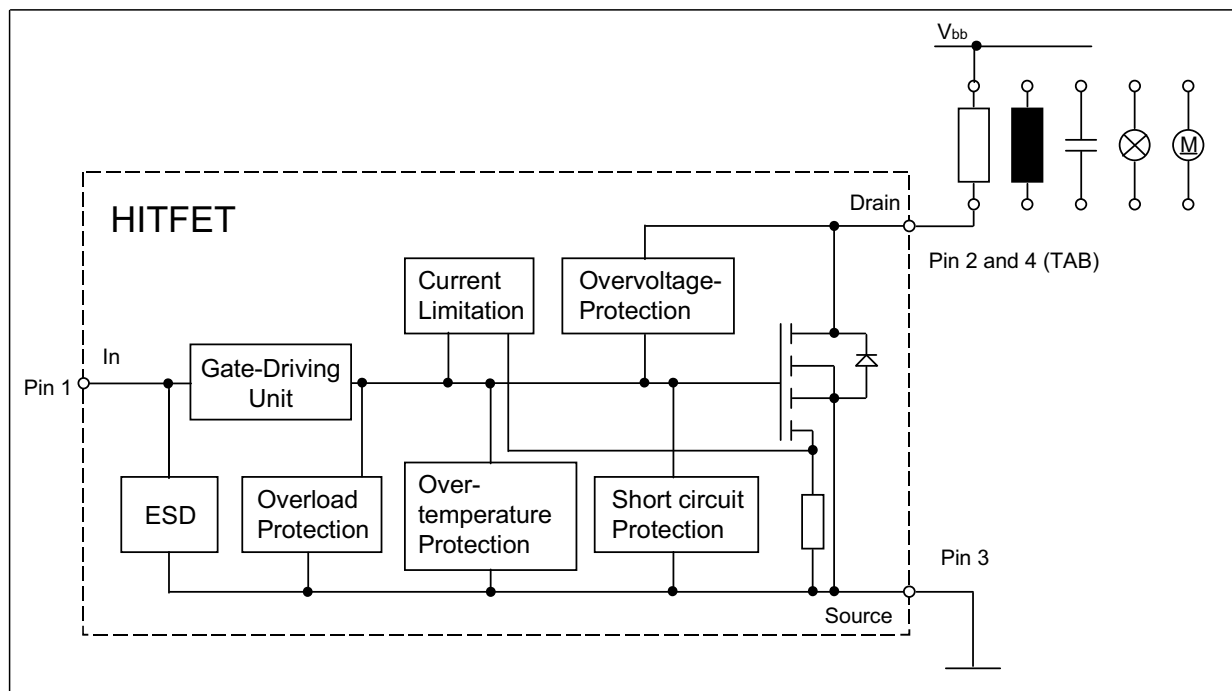 Vbb
M
HITFET
Drain
Pin 2 and 4 (TAB)
Current
Limitation
Overvoltage-
Protection
In
Pin 1
Gate-Driving
Unit
ESD
Overload
Protection
Over-
temperature
Protection
Short circuit
Protection
Pin 3
Source